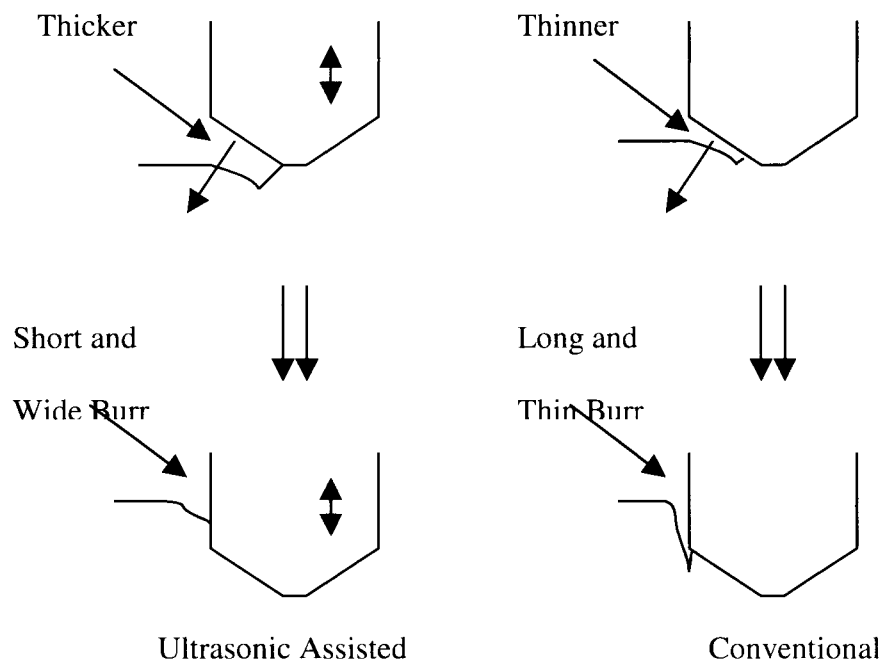 Thicker
Thinner
Short and
Wide Burr
Long and
Thin Burr
Ultrasonic Assisted
Conventional